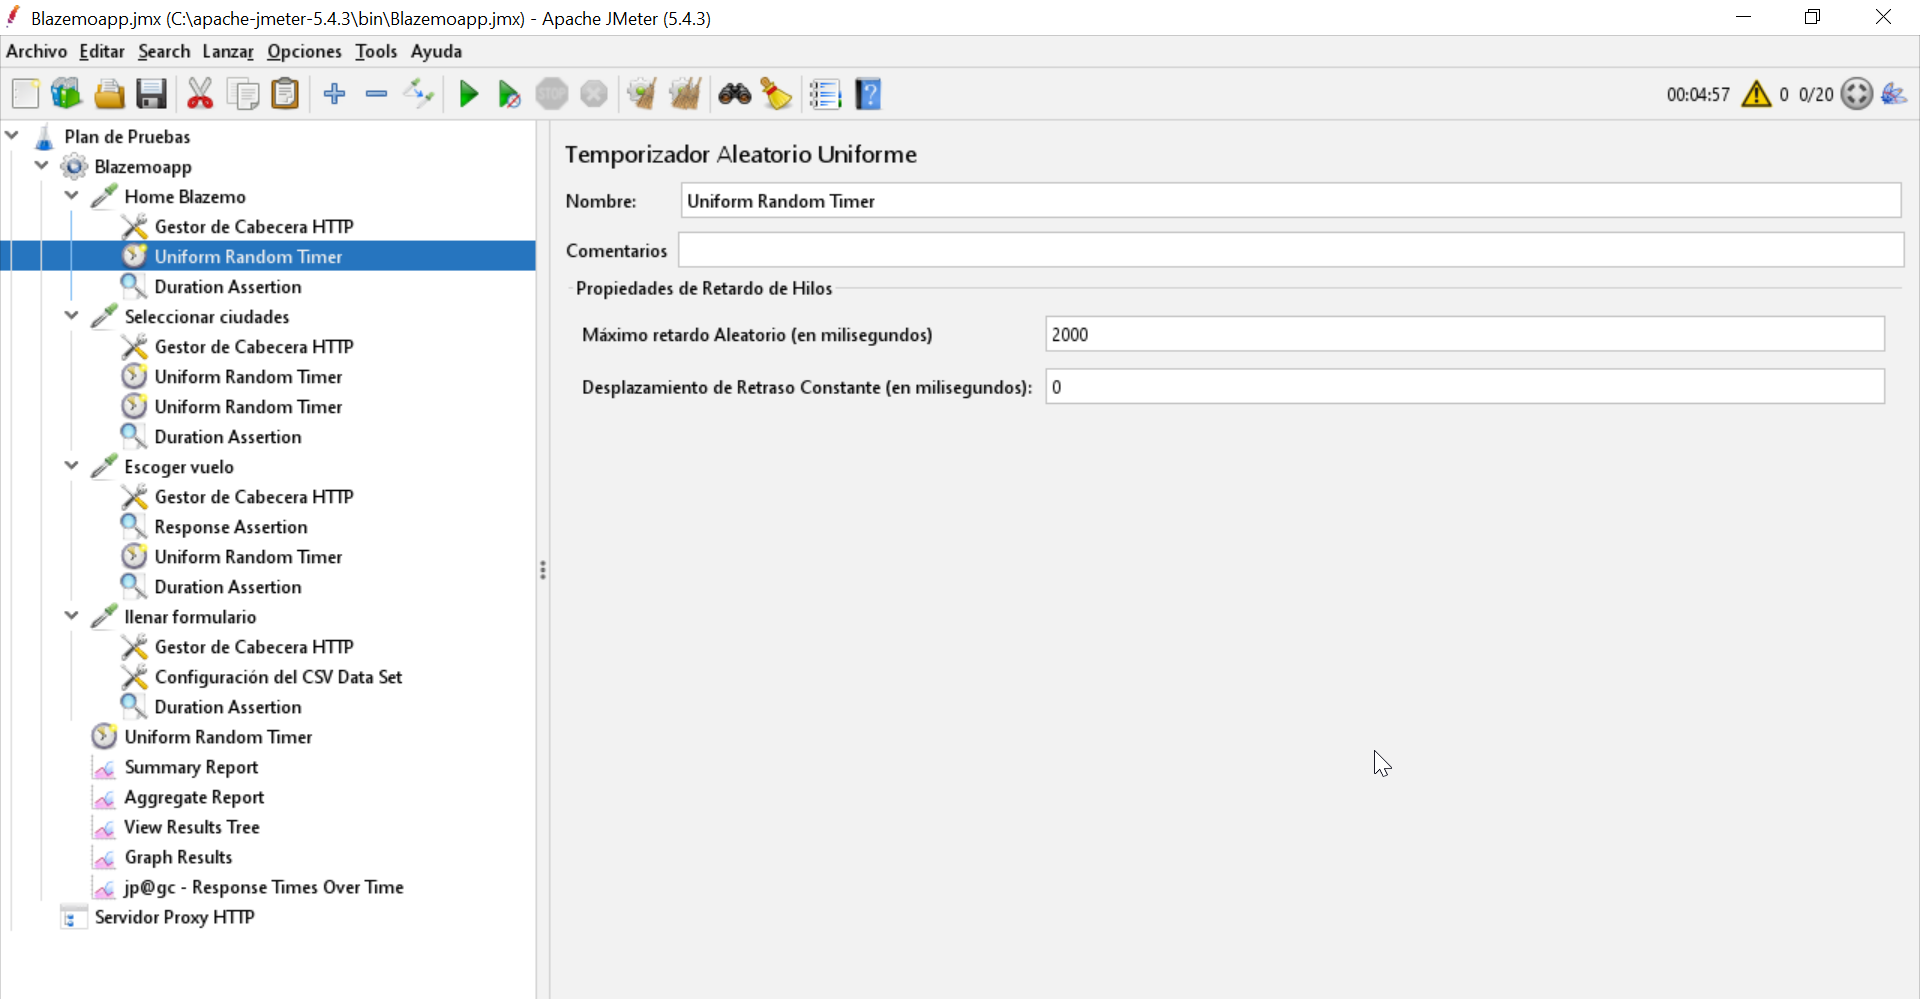 Blazemoapp.jmx (C:\apache-jmeter-5.4.3\bin\Blazemoapp.jmx) - Apache JMeter (5.4.3)
Archivo Editar Search Lanzar Opciones Tools Ayuda
STOP ? 00:04:57 0 0/20
Plan de Pruebas
Blazemoapp
Home Blazemo
Gestor de Cabecera HTTP
Uniform Random Timer
Duration Assertion
Seleccionar ciudades
Gestor de Cabecera HTTP
Uniform Random Timer
Uniform Random Timer
Duration Assertion
Escoger vuelo
Gestor de Cabecera HTTP
Response Assertion
Uniform Random Timer
Duration Assertion
llenar formulario
Gestor de Cabecera HTTP
Configuración del CSV Data Set
Duration Assertion
Uniform Random Timer
Summary Report
Aggregate Report
View Results Tree
Graph Results
jp@gc - Response Times Over Time
Servidor Proxy HTTP
Temporizador Aleatorio Uniforme
Nombre: Uniform Random Timer
Comentarios
Propiedades de Retardo de Hilos
Máximo retardo Aleatorio (en milisegundos) 2000
Desplazamiento de Retraso Constante (en milisegundos): 0